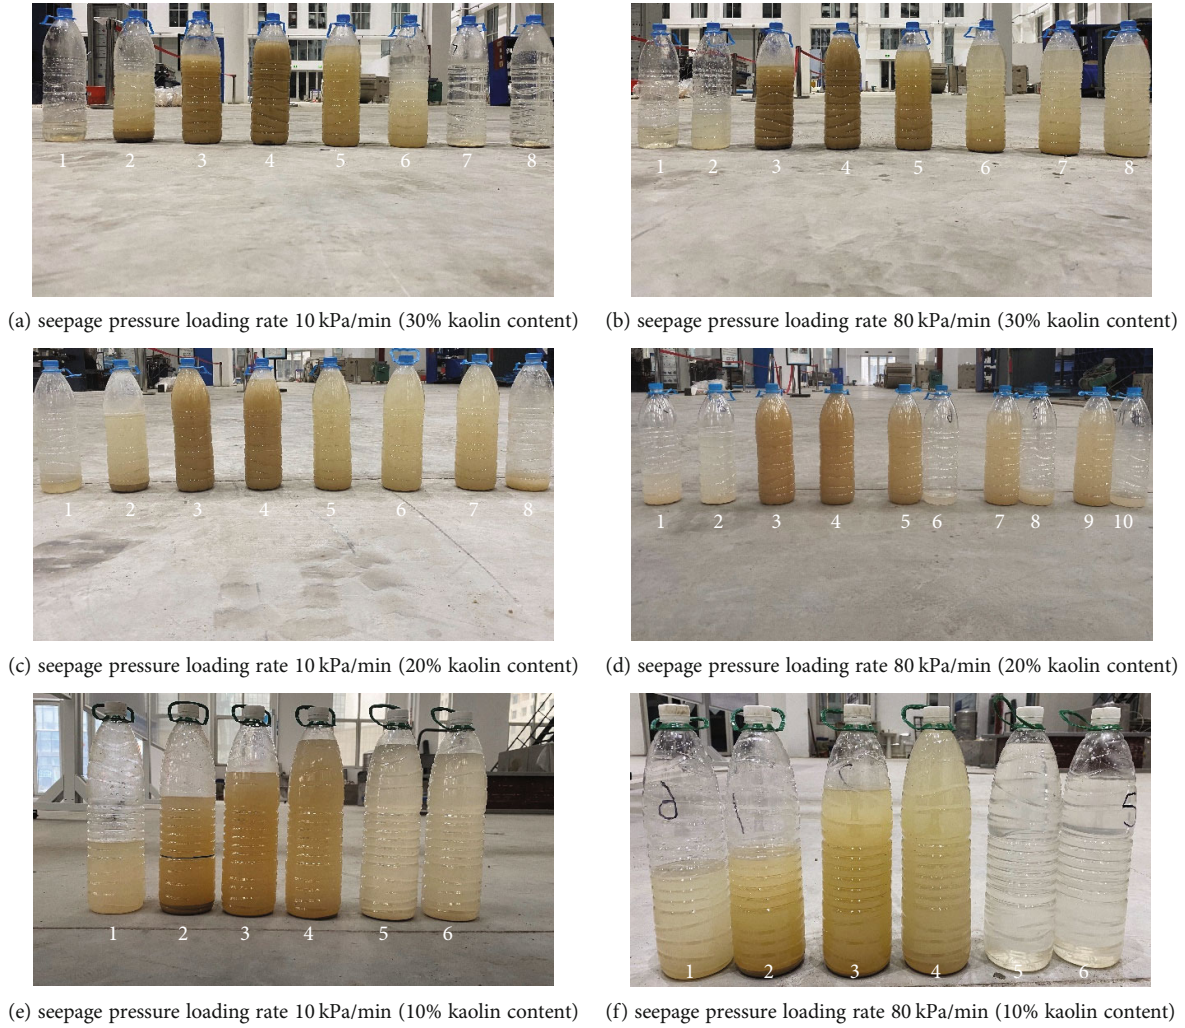 1 2 3 4 5 6 7 8
1 2 3 4 5 6 7 8
(a) seepage pressure loading rate 10 kPa/min (30% kaolin content)
(b) seepage pressure loading rate 80 kPa/min (30% kaolin content)
1 2 3 4 5 6 7 8
1 2 3 4 5 6 7 8 9 10
(c) seepage pressure loading rate 10 kPa/min (20% kaolin content)
(d) seepage pressure loading rate 80 kPa/min (20% kaolin content)
5
1 2 3 4 5 6
1 2 3 4 5 6
(e) seepage pressure loading rate 10 kPa/min (10% kaolin content)
(f) seepage pressure loading rate 80 kPa/min (10% kaolin content)